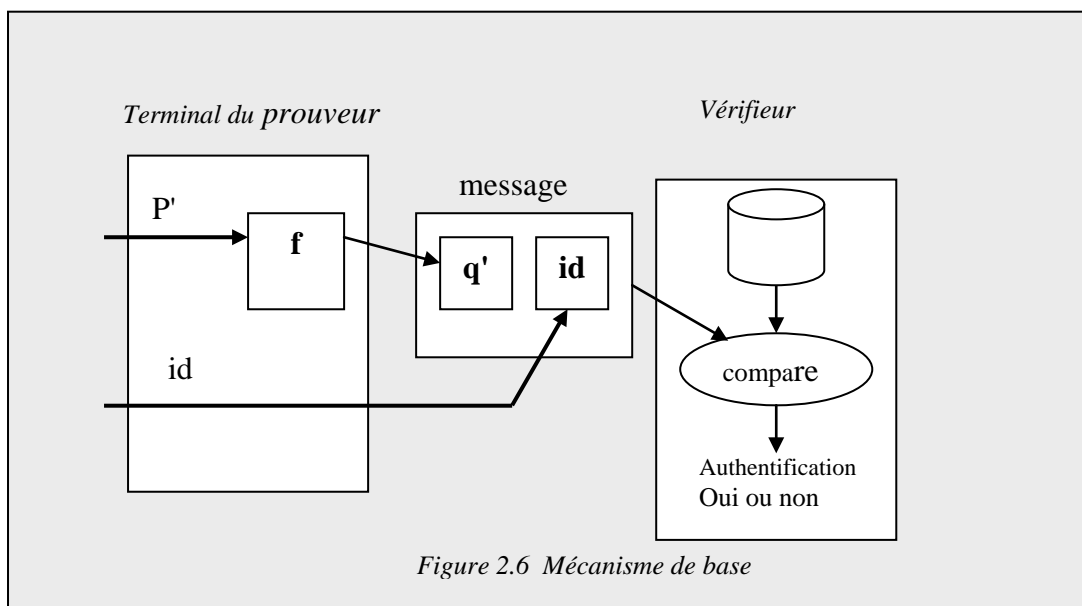 Terminal du prouveur
Vérifieur
message
P'
f
q'
id
id
compare
Authentification
Oui ou non
Figure 2.6 Mécanisme de base